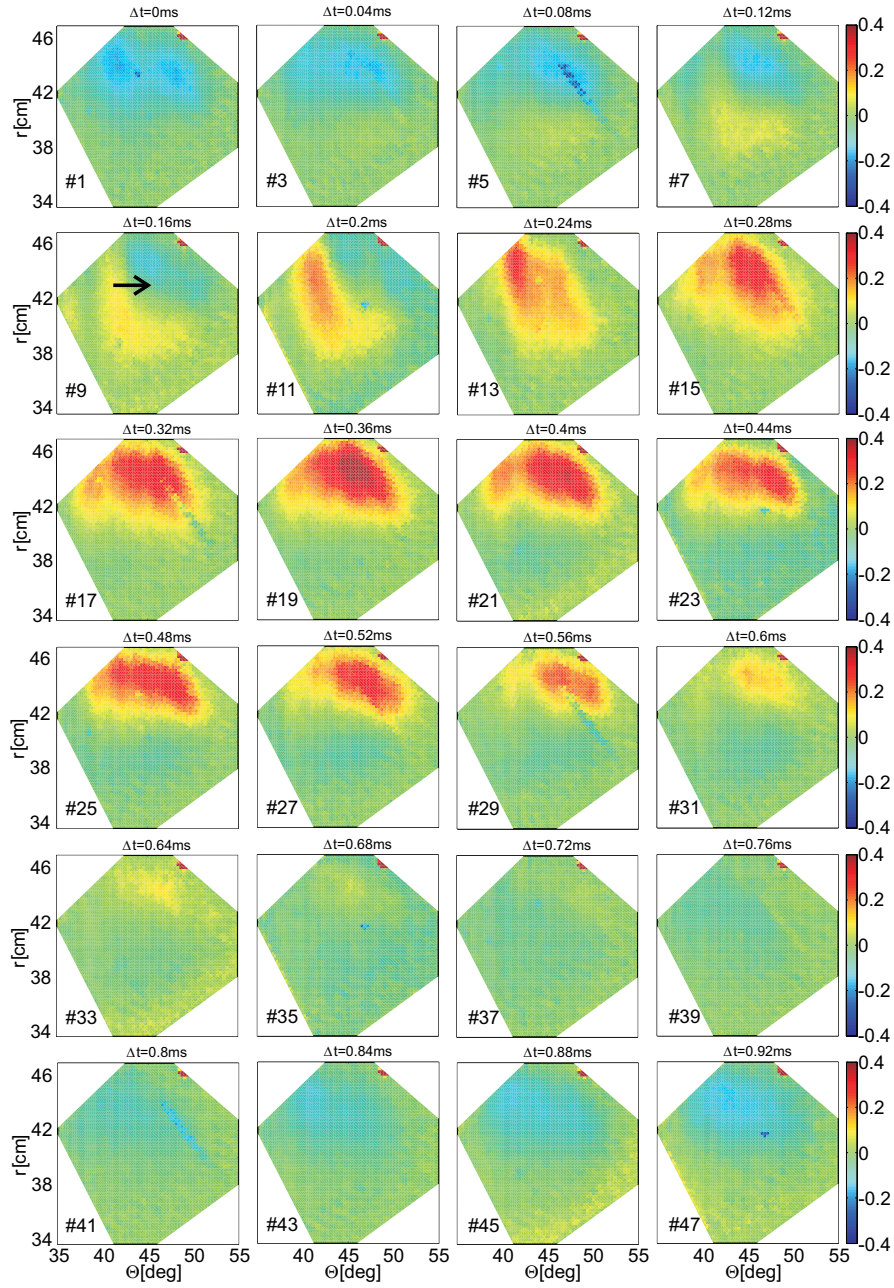 Δt=0ms Δt=0.04ms Δt=0.08ms Δt=0.12ms
r[cm] 46 42 38 34
#1 #3 #5 #7
0.4 0.2 0 -0.2 -0.4
Δt=0.16ms Δt=0.2ms Δt=0.24ms Δt=0.28ms
r[cm] 46 42 38 34
#9 #11 #13 #15
0.4 0.2 0 -0.2 -0.4
Δt=0.32ms Δt=0.36ms Δt=0.4ms Δt=0.44ms
r[cm] 46 42 38 34
#17 #19 #21 #23
0.4 0.2 0 -0.2 -0.4
Δt=0.48ms Δt=0.52ms Δt=0.56ms Δt=0.6ms
r[cm] 46 42 38 34
#25 #27 #29 #31
0.4 0.2 0 -0.2 -0.4
Δt=0.64ms Δt=0.68ms Δt=0.72ms Δt=0.76ms
r[cm] 46 42 38 34
#33 #35 #37 #39
0.4 0.2 0 -0.2 -0.4
Δt=0.8ms Δt=0.84ms Δt=0.88ms Δt=0.92ms
r[cm] 46 42 38 34
#41 #43 #45 #47
0.4 0.2 0 -0.2 -0.4
35 40 45 50 55 40 45 50 55 40 45 50 55 40 45 50 55
Θ[deg] Θ[deg] Θ[deg] Θ[deg]